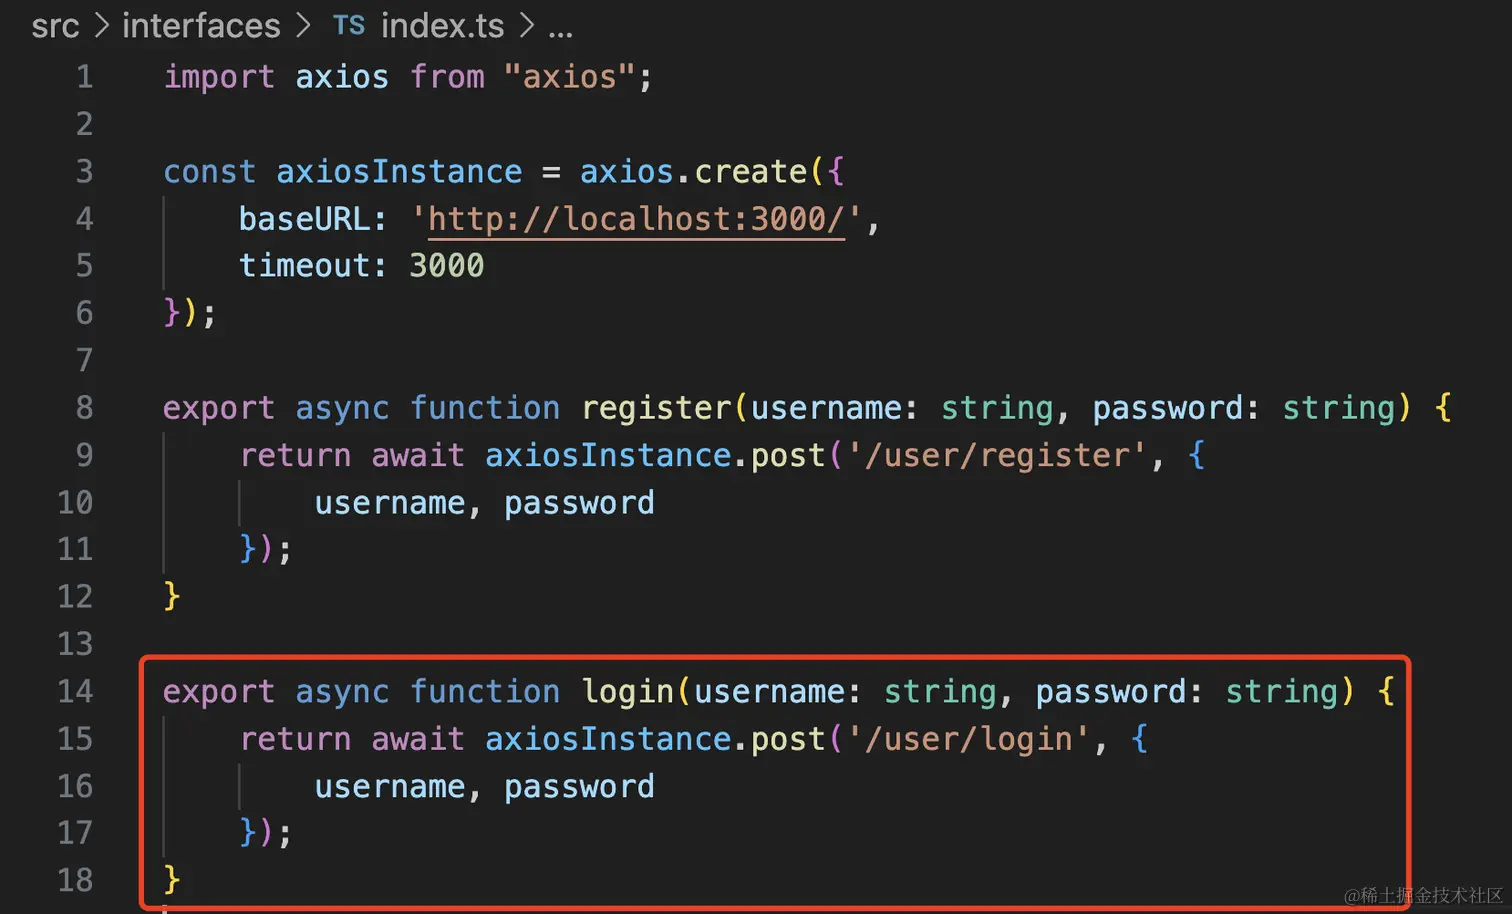 src > interfaces > TS index.ts > ...
1 import axios from "axios";
2
3 const axiosInstance = axios.create({
4     baseURL: 'http://localhost:3000/',
5     timeout: 3000
6 });
7
8 export async function register(username: string, password: string) {
9     return await axiosInstance.post('/user/register', {
10         username, password
11     });
12 }
13
14 export async function login(username: string, password: string) {
15     return await axiosInstance.post('/user/login', {
16         username, password
17     });
18 }
@稀土掘金技术社区